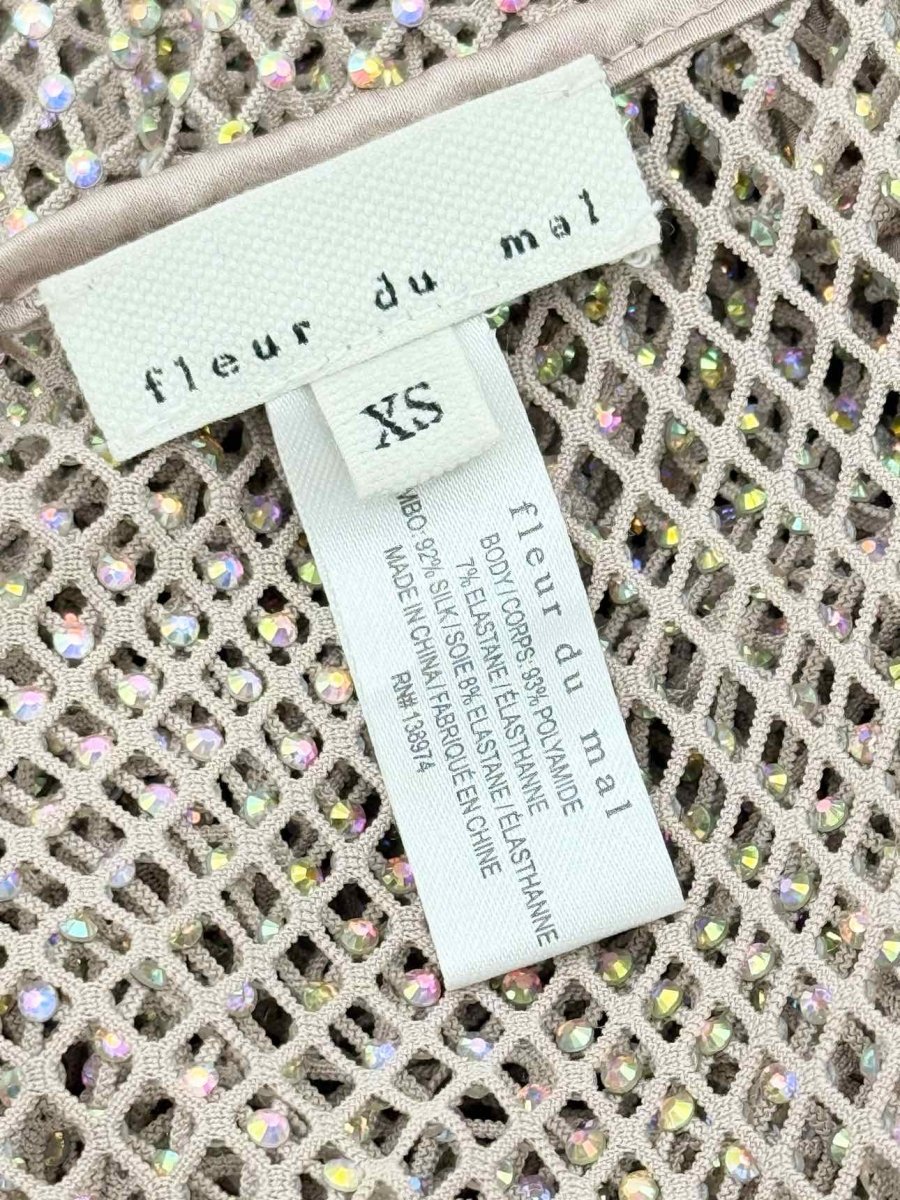 fleur du mal
XS
fleur du mal
BODY / CORPS: 93% POLYAMIDE
7% ELASTANE / ÉLASTHANNE
92% SILK / SOIE 8% ELASTANE / ÉLASTHANNE
MADE IN CHINA / FABRIQUÉ EN CHINE
RN# 138974